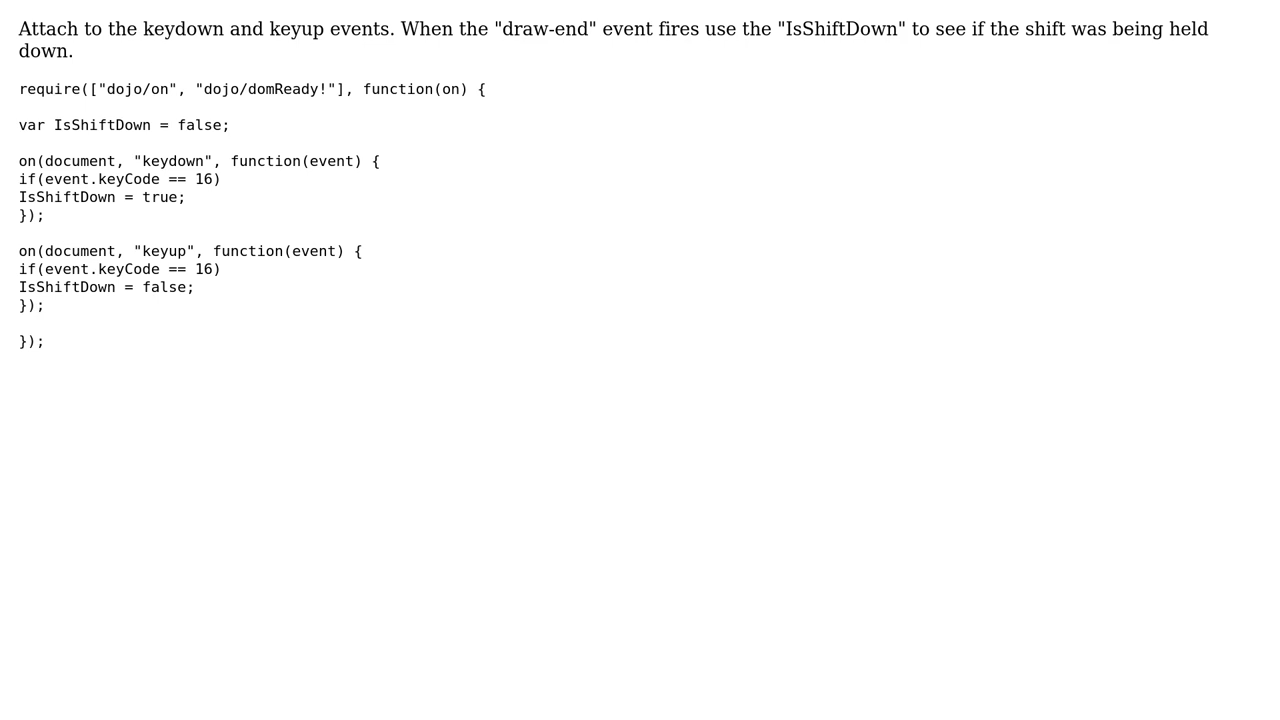 Attach to the keydown and keyup events. When the "draw-end" event fires use the "IsShiftDown" to see if the shift was being held
down.
require(["dojo/on", "dojo/domReady!"], function(on) {
var IsShiftDown = false;
on(document, "keydown", function(event) {
if(event.keyCode == 16)
IsShiftDown = true;
});
on(document, "keyup", function(event) {
if(event.keyCode == 16)
IsShiftDown = false;
});
});